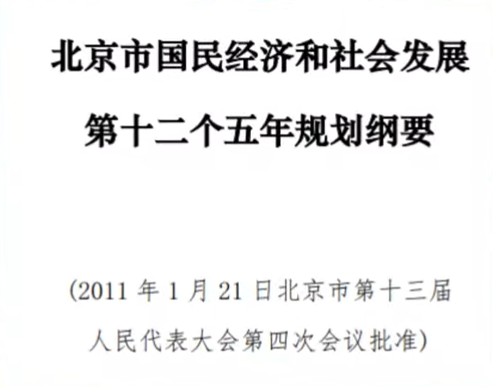 北京市国民经济和社会发展
第十二个五年规划纲要
(2011 年 1 月 21 日北京市第十三届
人民代表大会第四次会议批准)